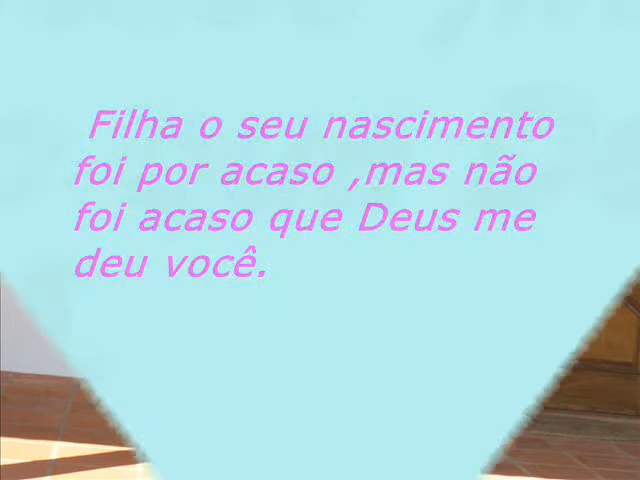 Filha o seu nascimento
foi por acaso ,mas não
foi acaso que Deus me
deu você.